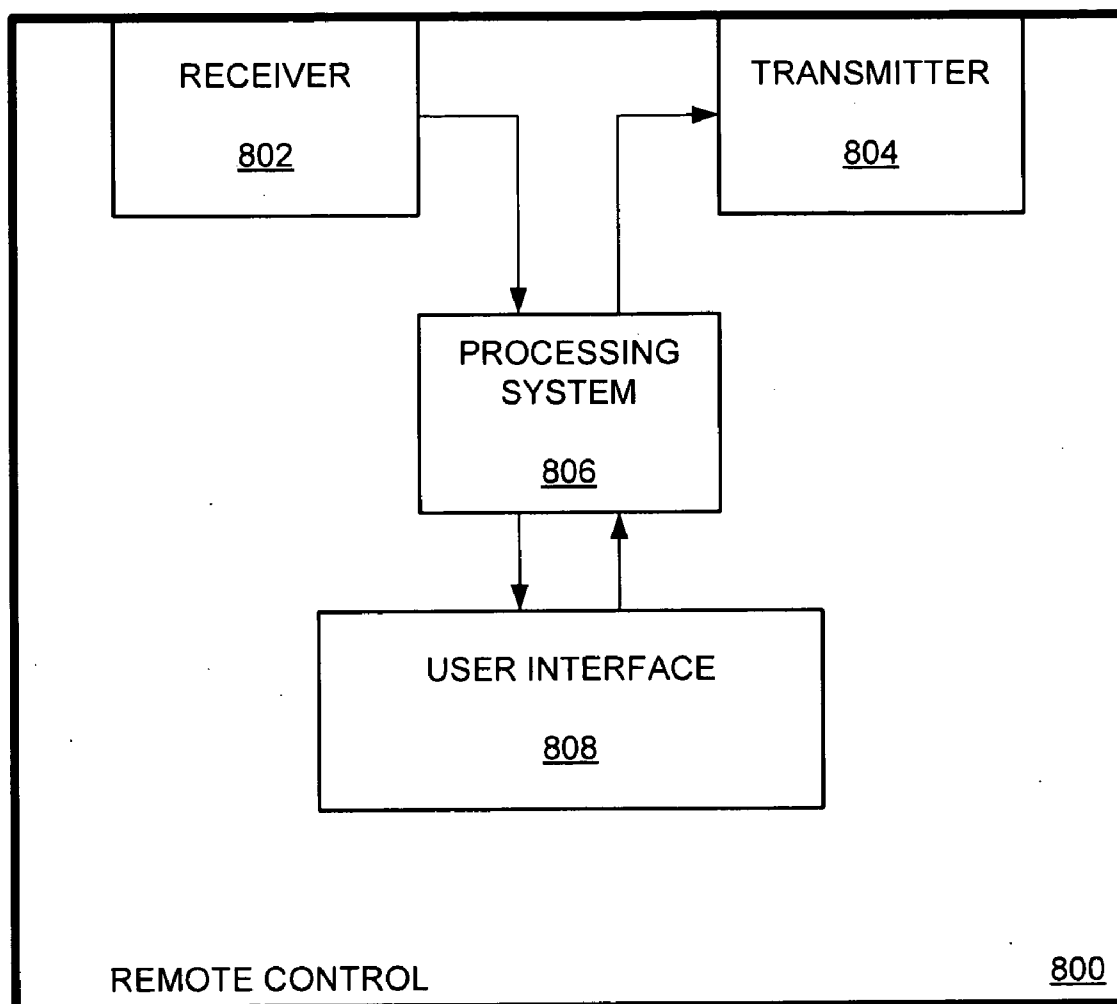 RECEIVER
802
TRANSMITTER
804
PROCESSING
SYSTEM
806
USER INTERFACE
808
REMOTE CONTROL
800